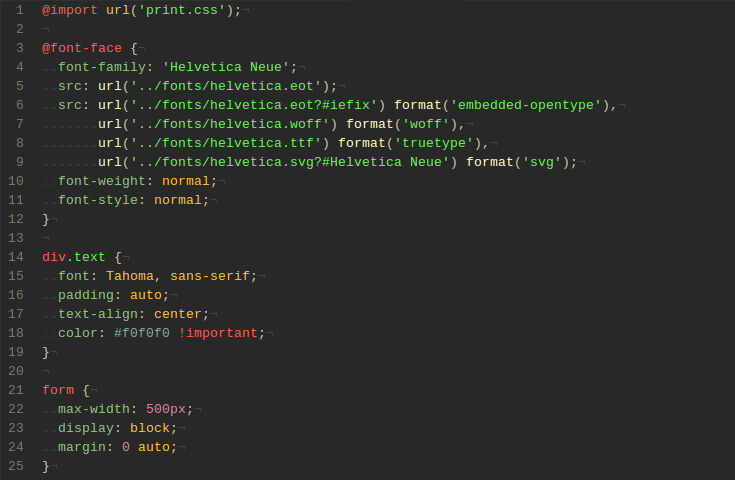 1 @import url('print.css');¬
2 ¬
3 @font-face {¬
4 ..font-family: 'Helvetica Neue';¬
5 ..src: url('../fonts/helvetica.eot');¬
6 ..src: url('../fonts/helvetica.eot?#iefix') format('embedded-opentype'),¬
7 .......url('../fonts/helvetica.woff') format('woff'),¬
8 .......url('../fonts/helvetica.ttf') format('truetype'),¬
9 .......url('../fonts/helvetica.svg?#Helvetica Neue') format('svg');¬
10 ..font-weight: normal;¬
11 ..font-style: normal;¬
12 }¬
13 ¬
14 div.text {¬
15 ..font: Tahoma, sans-serif;¬
16 ..padding: auto;¬
17 ..text-align: center;¬
18 ..color: #f0f0f0 !important;¬
19 }¬
20 ¬
21 form {¬
22 ..max-width: 500px;¬
23 ..display: block;¬
24 ..margin: 0 auto;¬
25 }¬